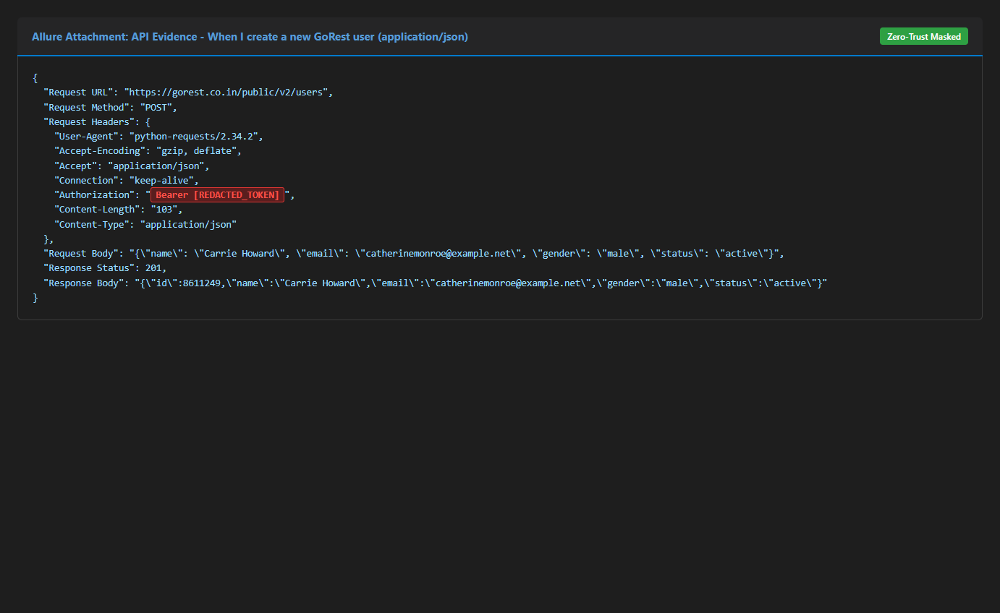 Allure Attachment: API Evidence - When I create a new GoRest user (application/json)
Zero-Trust Masked
{
  "Request URL": "https://gorest.co.in/public/v2/users",
  "Request Method": "POST",
  "Request Headers": {
    "User-Agent": "python-requests/2.34.2",
    "Accept-Encoding": "gzip, deflate",
    "Accept": "application/json",
    "Connection": "keep-alive",
    "Authorization": "Bearer [REDACTED_TOKEN]",
    "Content-Length": "103",
    "Content-Type": "application/json"
  },
  "Request Body": "{\"name\": \"Carrie Howard\", \"email\": \"catherinemonroe@example.net\", \"gender\": \"male\", \"status\": \"active\"}",
  "Response Status": 201,
  "Response Body": "{\"id\":8611249,\"name\":\"Carrie Howard\",\"email\":\"catherinemonroe@example.net\",\"gender\":\"male\",\"status\":\"active\"}"
}